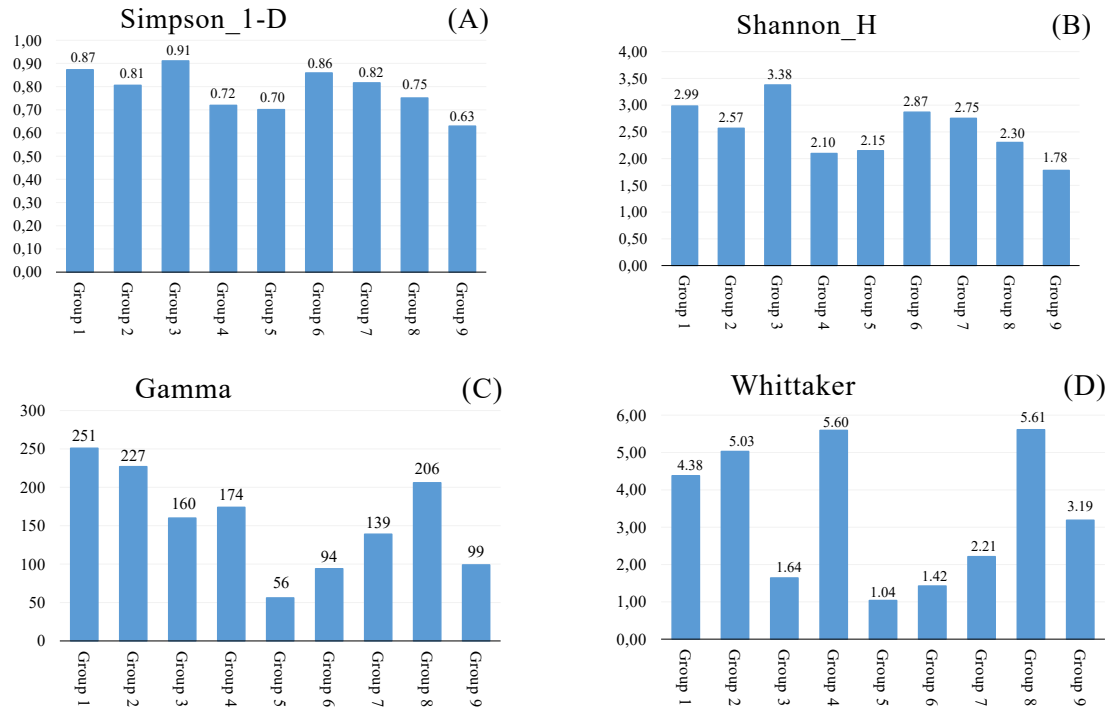 Simpson_1-D (A)
1,00
0,90
0,80
0,70
0,60
0,50
0,40
0,30
0,20
0,10
0,00
0.87
0.81
0.91
0.72
0.70
0.86
0.82
0.75
0.63
Group 1
Group 2
Group 3
Group 4
Group 5
Group 6
Group 7
Group 8
Group 9
Shannon_H (B)
4,00
3,50
3,00
2,50
2,00
1,50
1,00
0,50
0,00
2.99
2.57
3.38
2.10
2.15
2.87
2.75
2.30
1.78
Group 1
Group 2
Group 3
Group 4
Group 5
Group 6
Group 7
Group 8
Group 9
Gamma (C)
300
250
200
150
100
50
0
251
227
160
174
56
94
139
206
99
Group 1
Group 2
Group 3
Group 4
Group 5
Group 6
Group 7
Group 8
Group 9
Whittaker (D)
6,00
5,00
4,00
3,00
2,00
1,00
0,00
4.38
5.03
1.64
5.60
1.04
1.42
2.21
5.61
3.19
Group 1
Group 2
Group 3
Group 4
Group 5
Group 6
Group 7
Group 8
Group 9